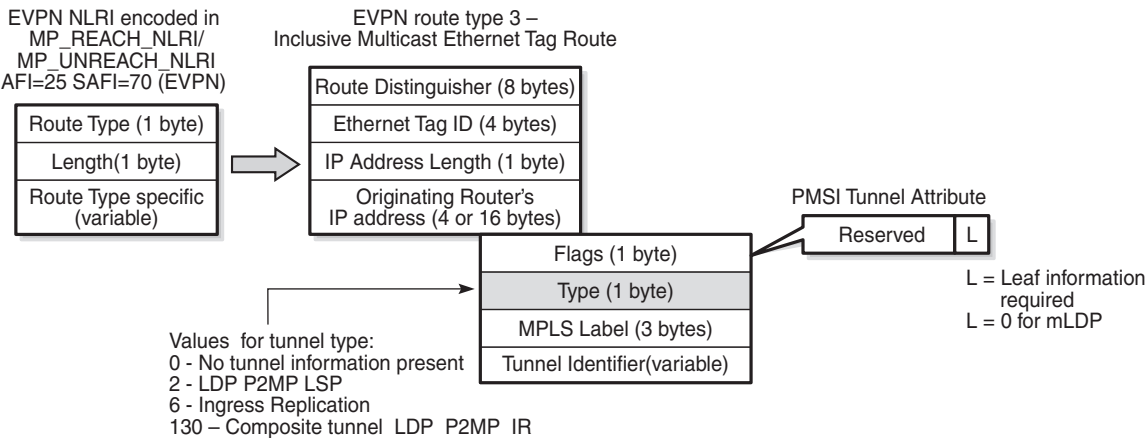 EVPN NLRI encoded in
MP_REACH_NLRI/
MP_UNREACH_NLRI
AFI=25 SAFI=70 (EVPN)
Route Type (1 byte)
Length(1 byte)
Route Type specific
(variable)
EVPN route type 3 –
Inclusive Multicast Ethernet Tag Route
Route Distinguisher (8 bytes)
Ethernet Tag ID (4 bytes)
IP Address Length (1 byte)
Originating Router's
IP address (4 or 16 bytes)
PMSI Tunnel Attribute
Reserved
L
Flags (1 byte)
Type (1 byte)
MPLS Label (3 bytes)
Tunnel Identifier(variable)
L = Leaf information
required
L = 0 for mLDP
Values for tunnel type:
0 - No tunnel information present
2 - LDP P2MP LSP
6 - Ingress Replication
130 – Composite tunnel LDP P2MP IR